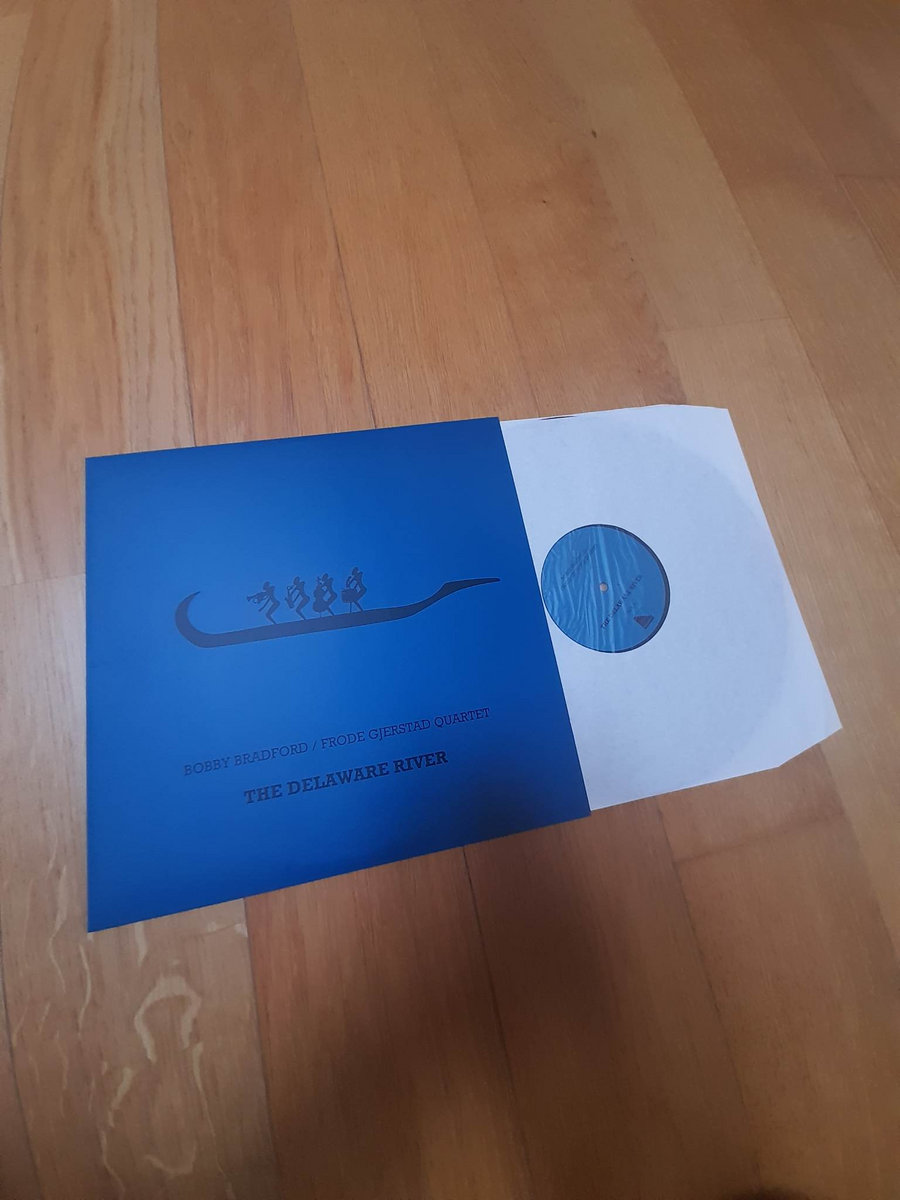 BOBBY BRADFORD / FRODE GJERSTAD QUARTET
THE DELAWARE RIVER